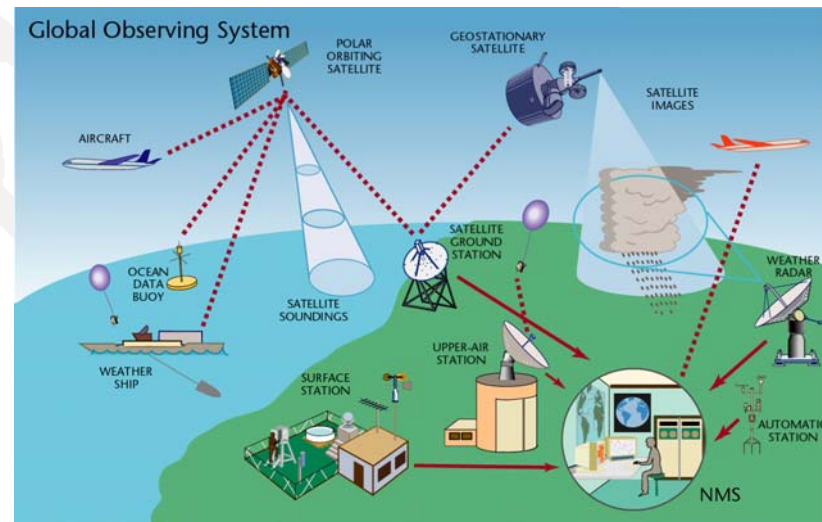 Global Observing System
POLAR
ORBITING
SATELLITE
GEOSTATIONARY
SATELLITE
SATELLITE
IMAGES
AIRCRAFT
OCEAN
DATA
BUOY
SATELLITE
SOUNDINGS
SATELLITE
GROUND
STATION
WEATHER
RADAR
WEATHER
SHIP
SURFACE
STATION
UPPER-AIR
STATION
AUTOMATIC
STATION
NMS